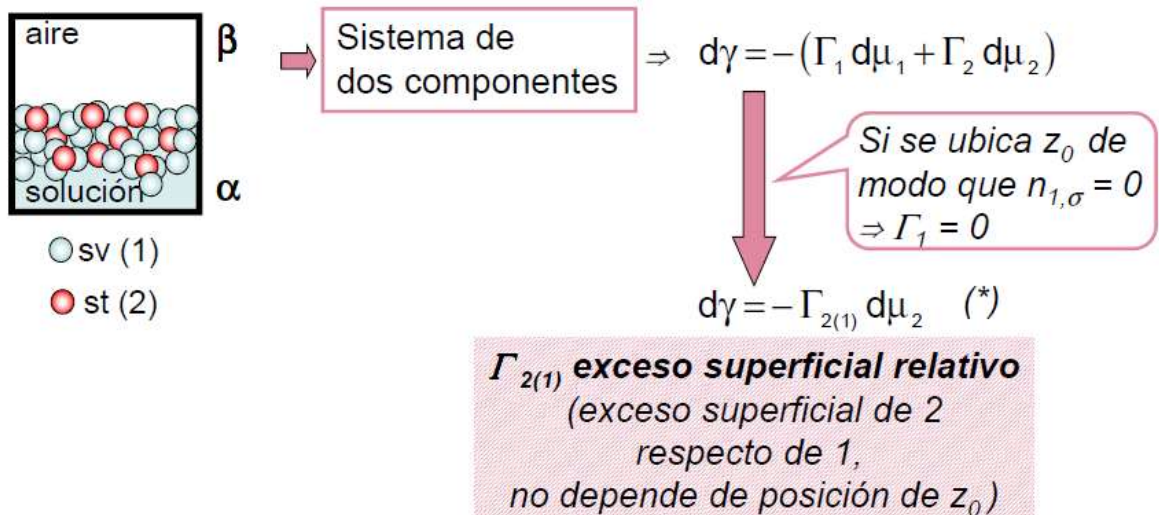 aire
β
solución
α
sv (1)
st (2)
Sistema de
dos componentes
⇒ dγ = −(Γ₁ dμ₁ + Γ₂ dμ₂)
Si se ubica z₀ de
modo que n₁,σ = 0
⇒ Γ₁ = 0
dγ = − Γ₂₍₁₎ dμ₂ (*)
Γ₂₍₁₎ exceso superficial relativo
(exceso superficial de 2
respecto de 1,
no depende de posición de z₀)